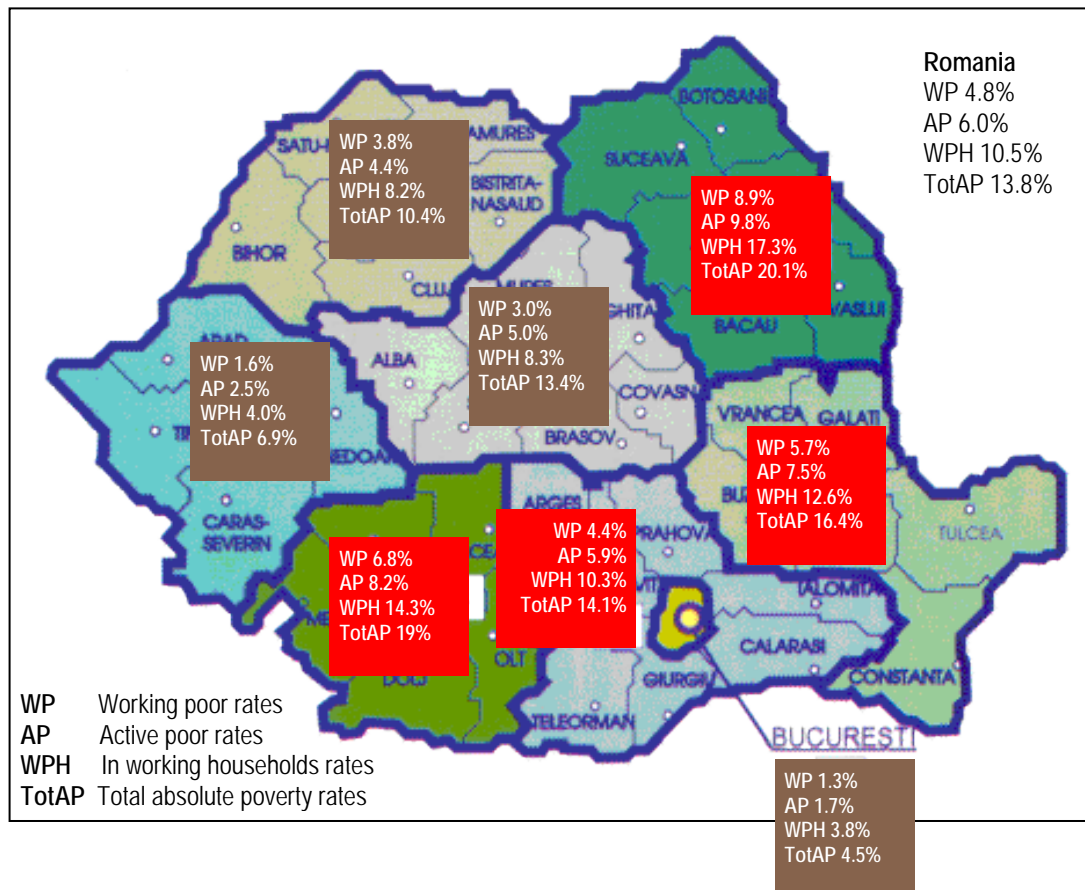 Romania
WP 4.8%
AP 6.0%
WPH 10.5%
TotAP 13.8%
BOTOSANI
SUCEAVA
WP 8.9%
AP 9.8%
WPH 17.3%
TotAP 20.1%
VASLUI
BACAU
SATU-
AMURES
WP 3.8%
AP 4.4%
WPH 8.2%
TotAP 10.4%
BISTRITA-
NASAUD
BIHOR
CLUJ
MURES
GHITA
WP 3.0%
AP 5.0%
WPH 8.3%
TotAP 13.4%
ALBA
COVASN
BRASOV
ARAD
WP 1.6%
AP 2.5%
WPH 4.0%
TotAP 6.9%
TI
NEDOA
CARAS-
SEVERIN
VRANCEA
GALATI
WP 5.7%
AP 7.5%
WPH 12.6%
TotAP 16.4%
BU
TULCEA
ARGES
PRAHOVA
WP 4.4%
AP 5.9%
WPH 10.3%
TotAP 14.1%
CEA
WP 6.8%
AP 8.2%
WPH 14.3%
TotAP 19%
ME
OLT
DOLJ
VIT
IALOMITA
CALARASI
GIURGIU
CONSTANTA
TELEORMAN
BUCURESTI
WP 1.3%
AP 1.7%
WPH 3.8%
TotAP 4.5%
WP Working poor rates
AP Active poor rates
WPH In working households rates
TotAP Total absolute poverty rates